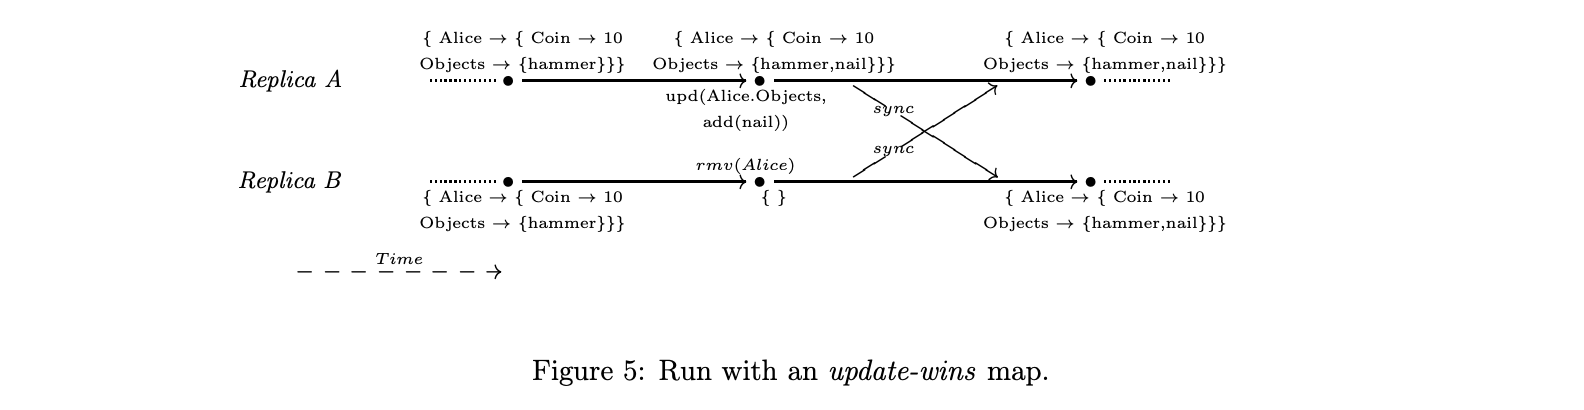 { Alice → { Coin → 10
Objects → {hammer}}}
{ Alice → { Coin → 10
Objects → {hammer,nail}}}
{ Alice → { Coin → 10
Objects → {hammer,nail}}}
Replica A
upd(Alice.Objects,
add(nail))
sync
sync
rmv(Alice)
Replica B
{ Alice → { Coin → 10
Objects → {hammer}}}
{ }
{ Alice → { Coin → 10
Objects → {hammer,nail}}}
Time
Figure 5: Run with an update-wins map.